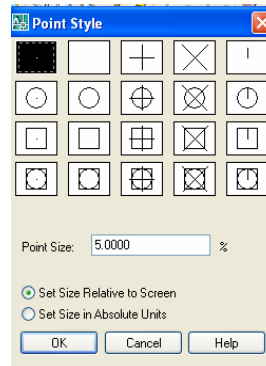 Point Style
Point Size: 5.0000 %
Set Size Relative to Screen
Set Size in Absolute Units
OK Cancel Help